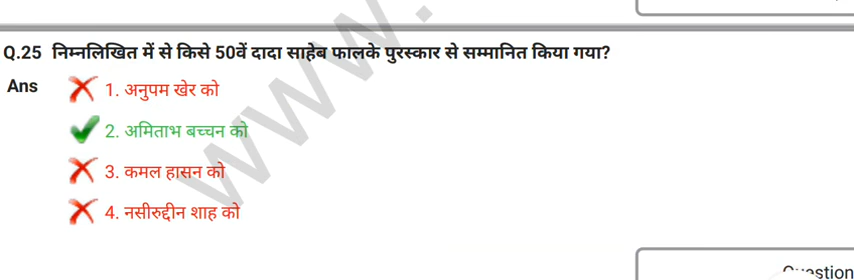 Q.25 निम्नलिखित में से किसे 50वें दादा साहेब फालके पुरस्कार से सम्मानित किया गया?
Ans 1. अनुपम खेर को
2. अमिताभ बच्चन को
3. कमल हासन को
4. नसीरुद्दीन शाह को
www.